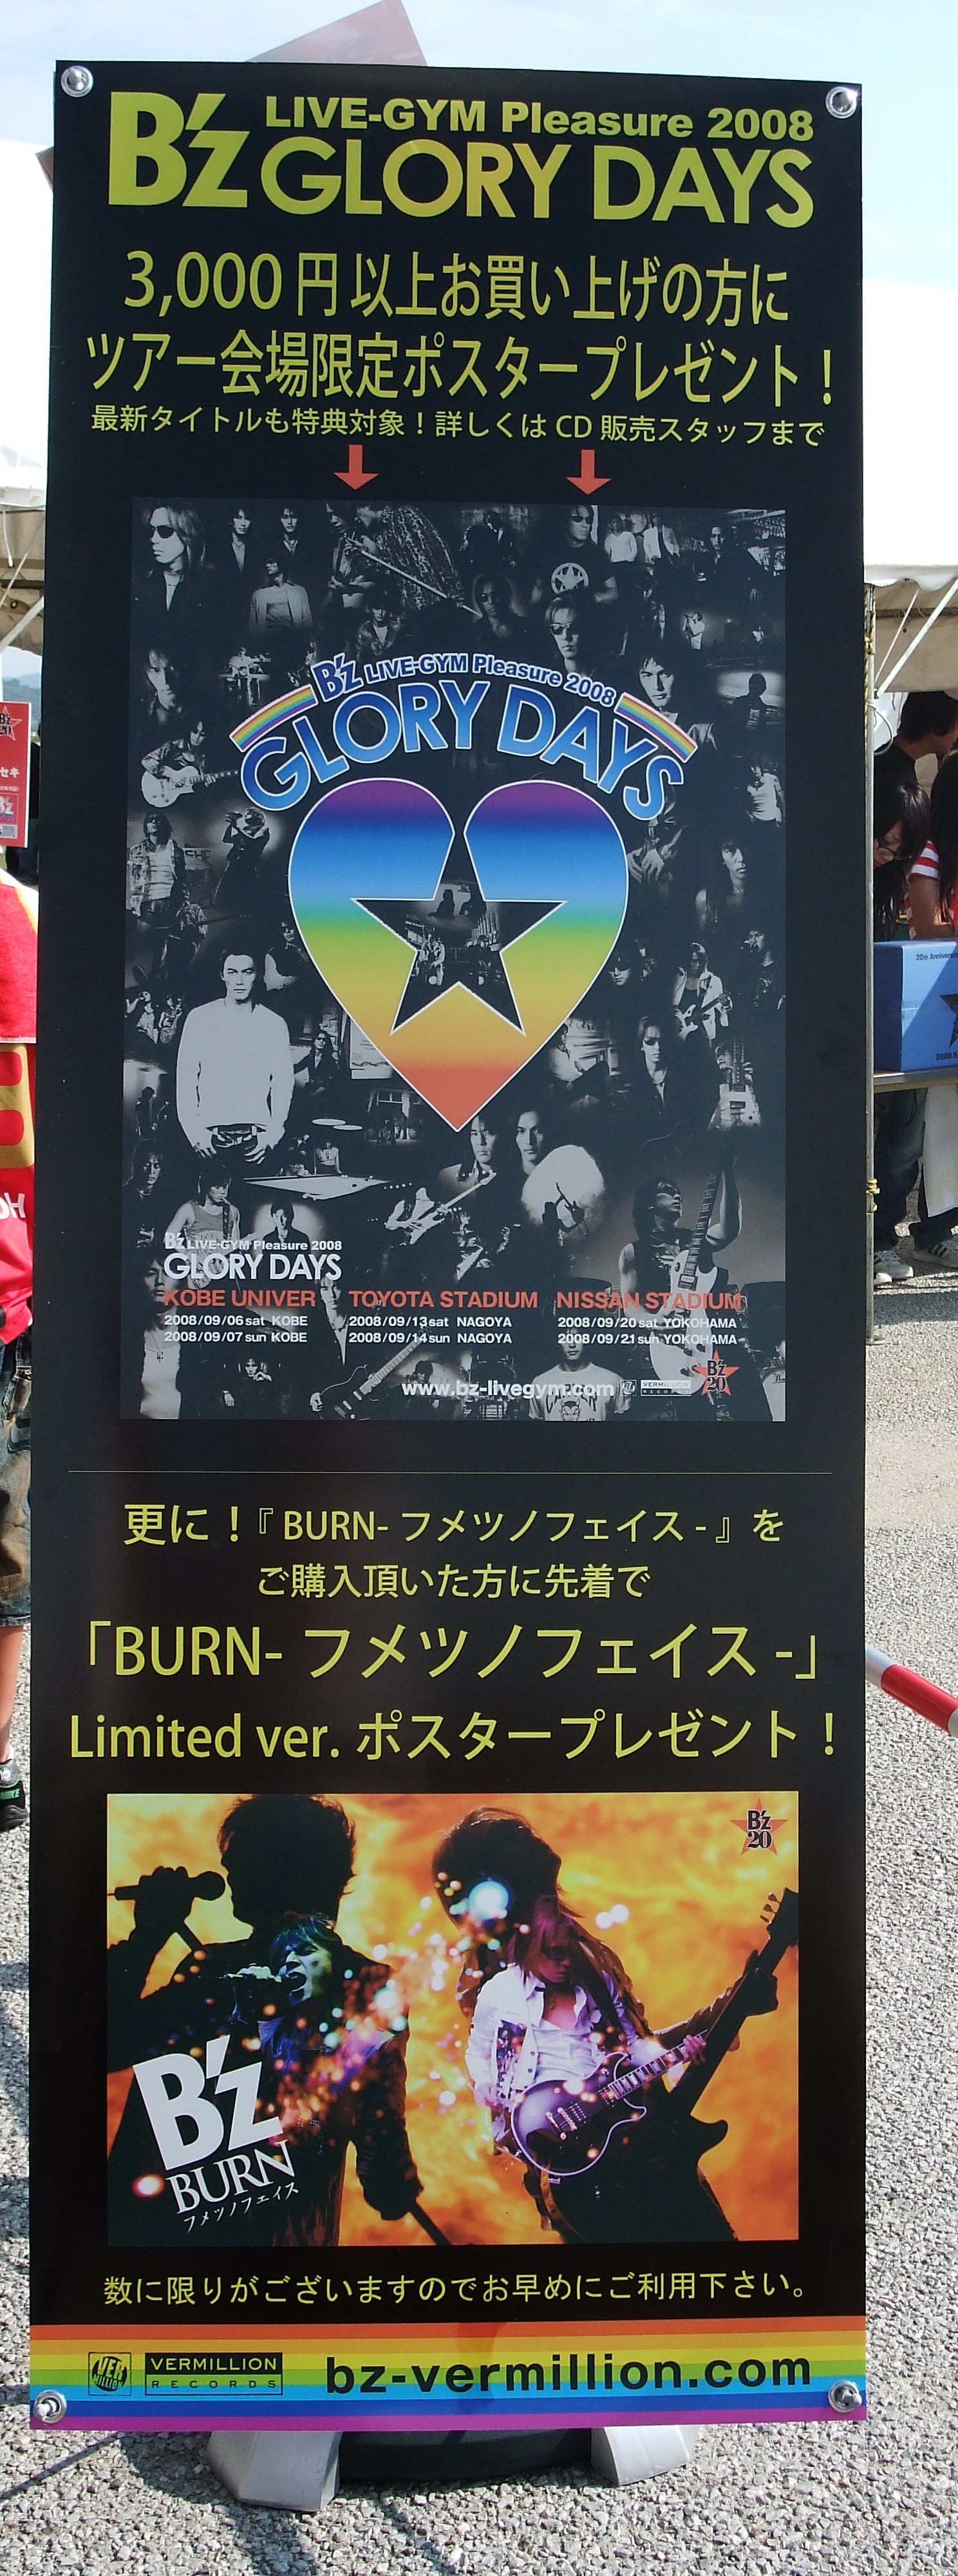 B'z LIVE-GYM Pleasure 2008
GLORY DAYS
3,000円以上お買い上げの方に
ツアー会場限定ポスタープレゼント！
最新タイトルも特典対象！詳しくは CD 販売スタッフまで
B'z LIVE-GYM Pleasure 2008
GLORY DAYS
B'z LIVE-GYM Pleasure 2008
GLORY DAYS
KOBE UNIVER TOYOTA STADIUM NISSAN STADIUM
2008/09/06 sat KOBE 2008/09/13 sat NAGOYA 2008/09/20 sat YOKOHAMA
2008/09/07 sun KOBE 2008/09/14 sun NAGOYA 2008/09/21 sun YOKOHAMA
www.bz-livegym.com VERMILLION RECORDS B'z 20
更に！『BURN- フメツノフェイス -』を
ご購入頂いた方に先着で
「BURN- フメツノフェイス -」
Limited ver. ポスタープレゼント！
B'z
20
B'z
BURN
フメツノフェイス
数に限りがございますのでお早めにご利用下さい。
VERMILLION
RECORDS
bz-vermillion.com
B'z
20
セキ
B'z
20th Annivers